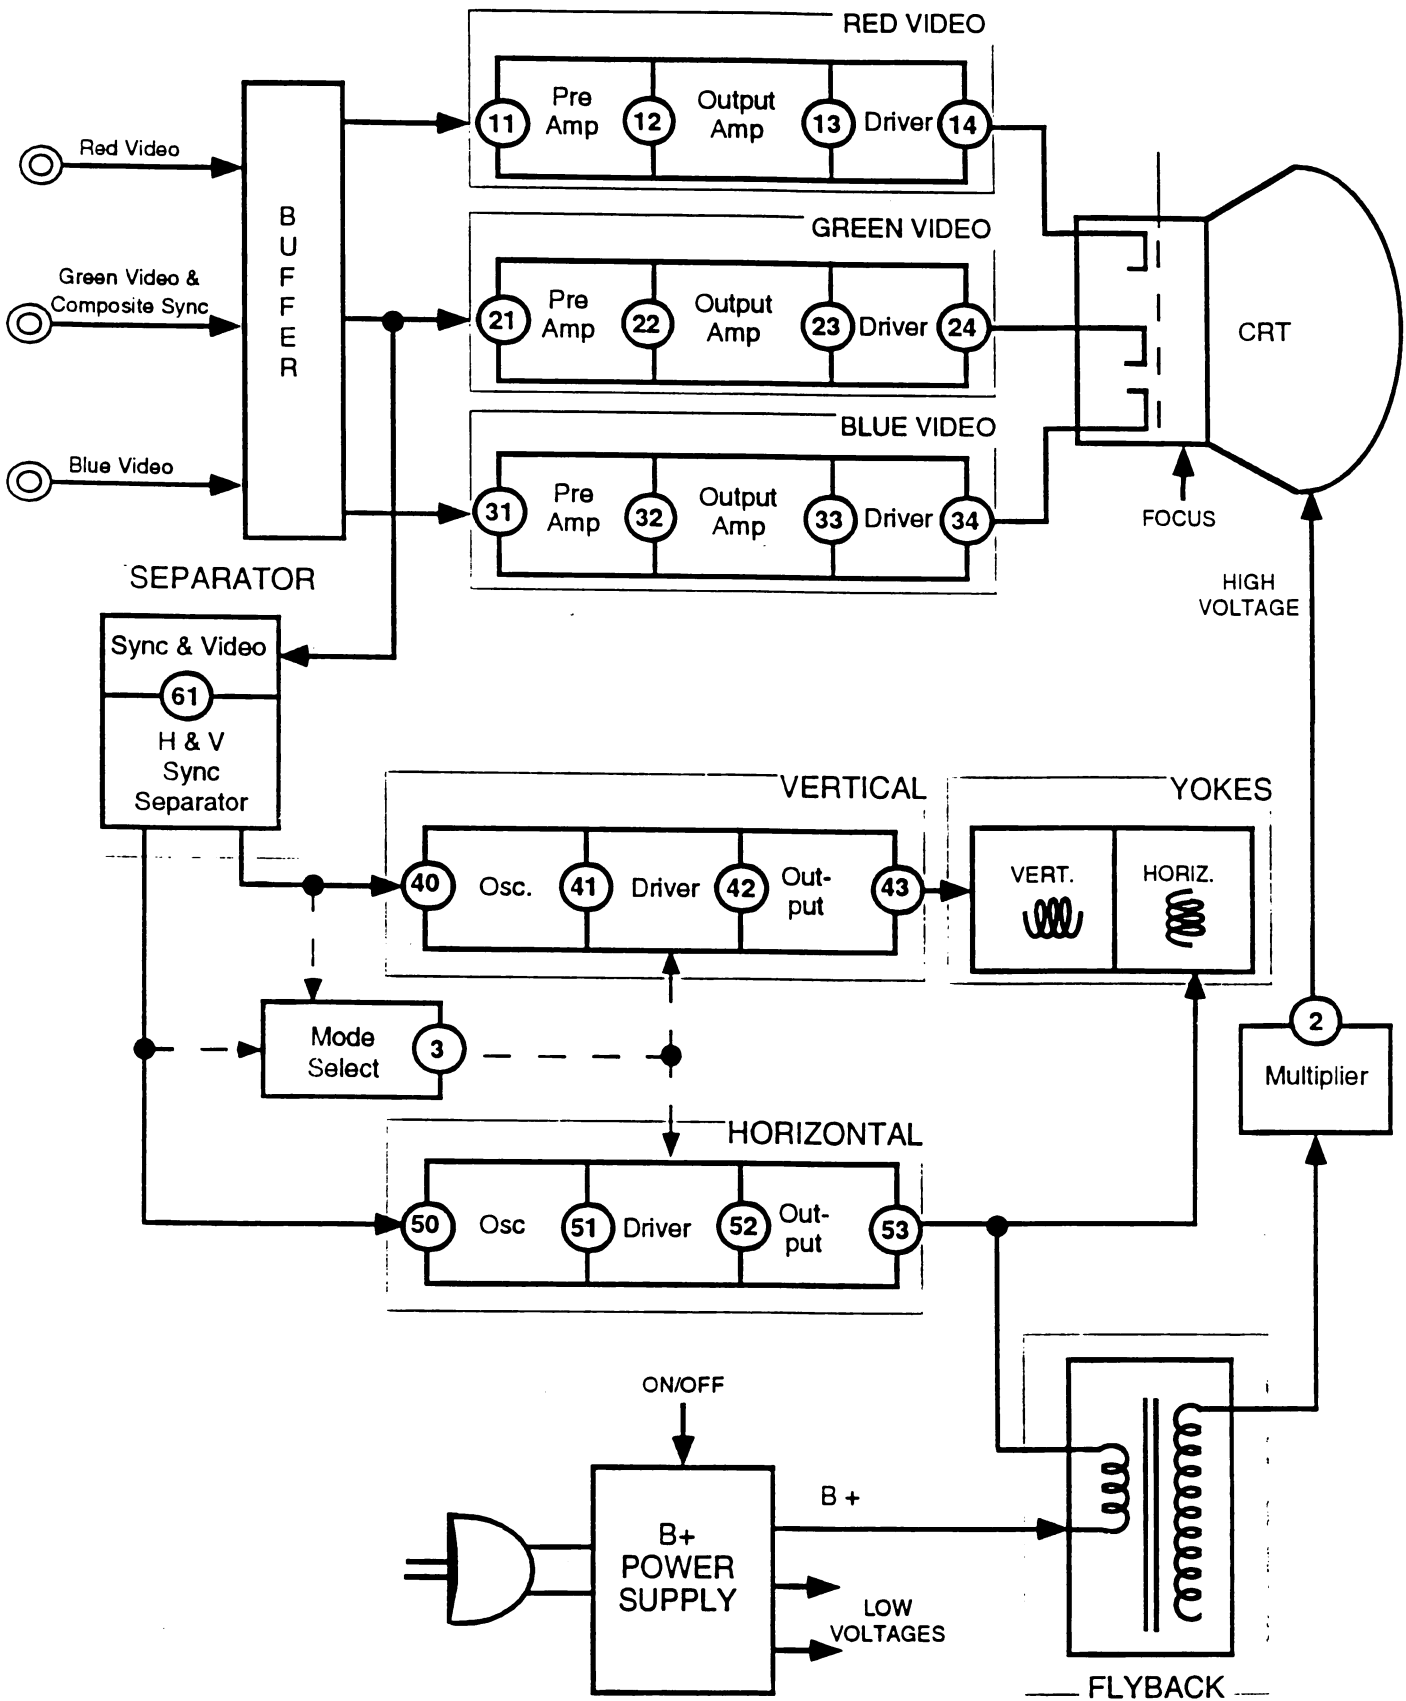 RED VIDEO
11
Pre
Amp
12
Output
Amp
13
Driver
14
Red Video
BUFFER
GREEN VIDEO
Green Video &
Composite Sync
21
Pre
Amp
22
Output
Amp
23
Driver
24
CRT
BLUE VIDEO
Blue Video
31
Pre
Amp
32
Output
Amp
33
Driver
34
FOCUS
SEPARATOR
HIGH
VOLTAGE
Sync & Video
61
H & V
Sync
Separator
VERTICAL
YOKES
40
Osc.
41
Driver
42
Out-
put
43
VERT.
HORIZ.
Mode
Select
3
2
Multiplier
HORIZONTAL
50
Osc
51
Driver
52
Out-
put
53
ON/OFF
B +
B+
POWER
SUPPLY
LOW
VOLTAGES
FLYBACK